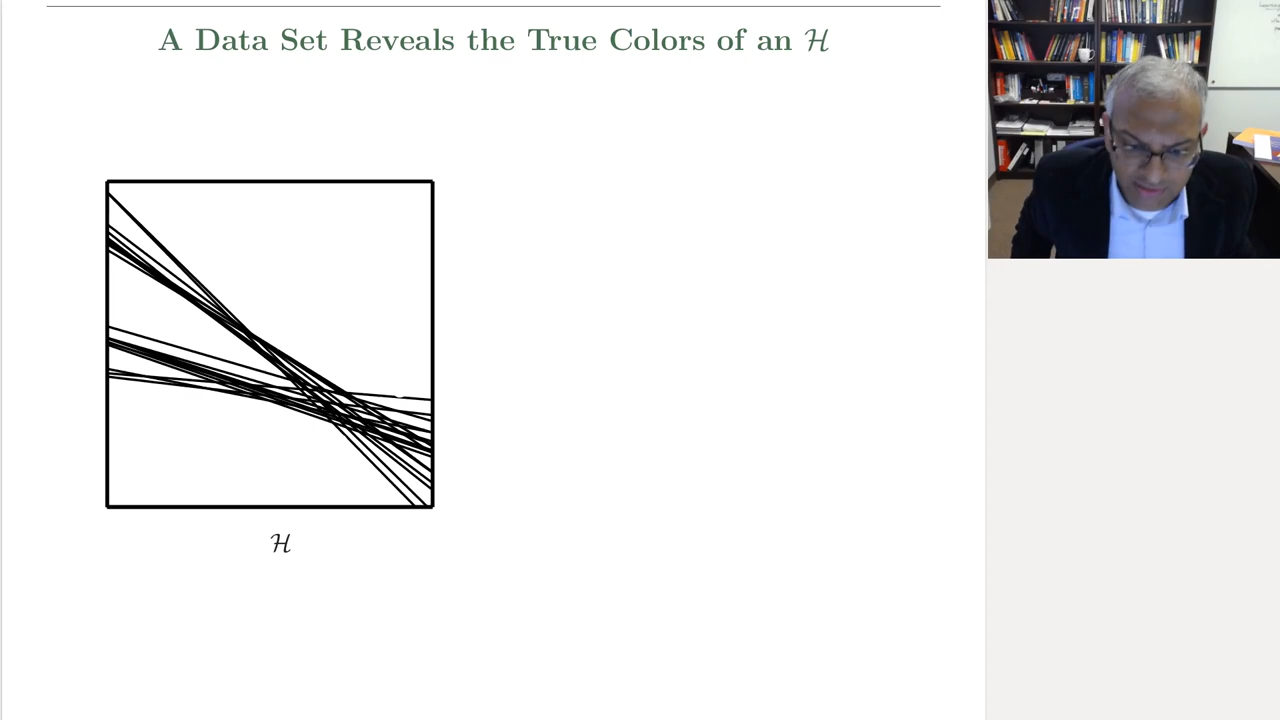 A Data Set Reveals the True Colors of an ℋ
ℋ